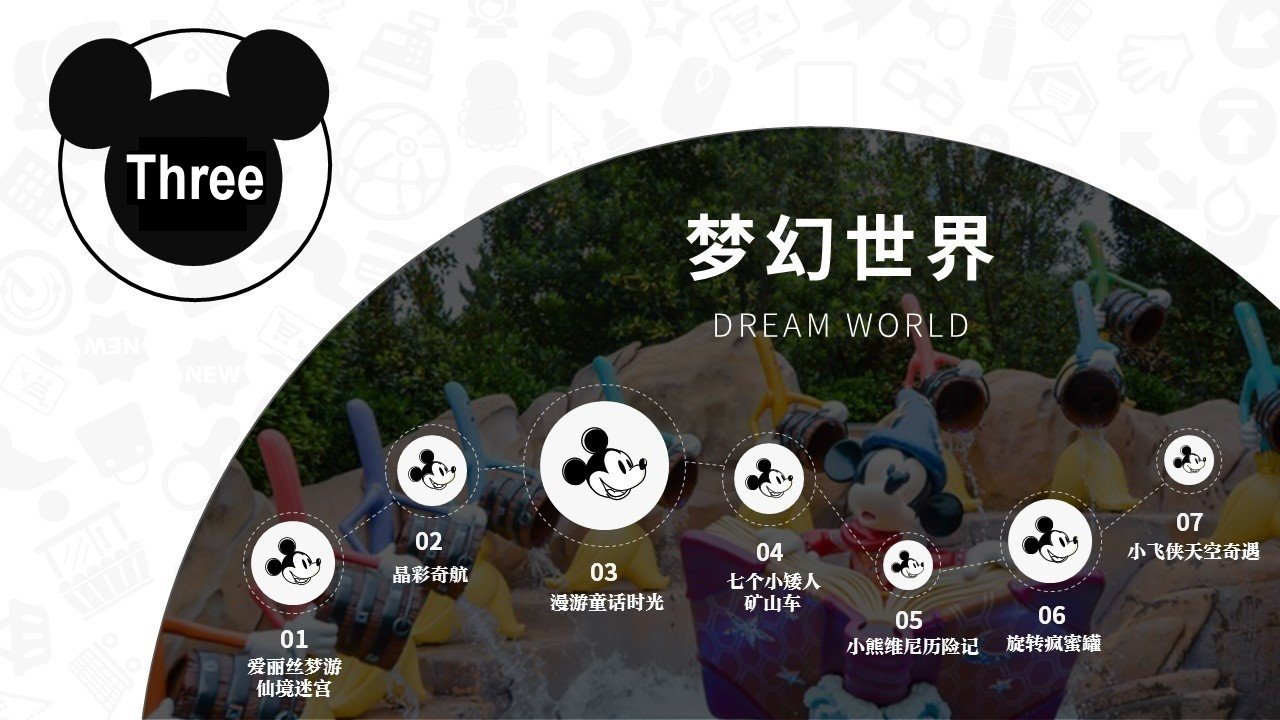 Three
梦幻世界
DREAM WORLD
01
爱丽丝梦游
仙境迷宫
02
晶彩奇航
03
漫游童话时光
04
七个小矮人
矿山车
05
小熊维尼历险记
06
旋转疯蜜罐
07
小飞侠天空奇遇
NEW
NEW